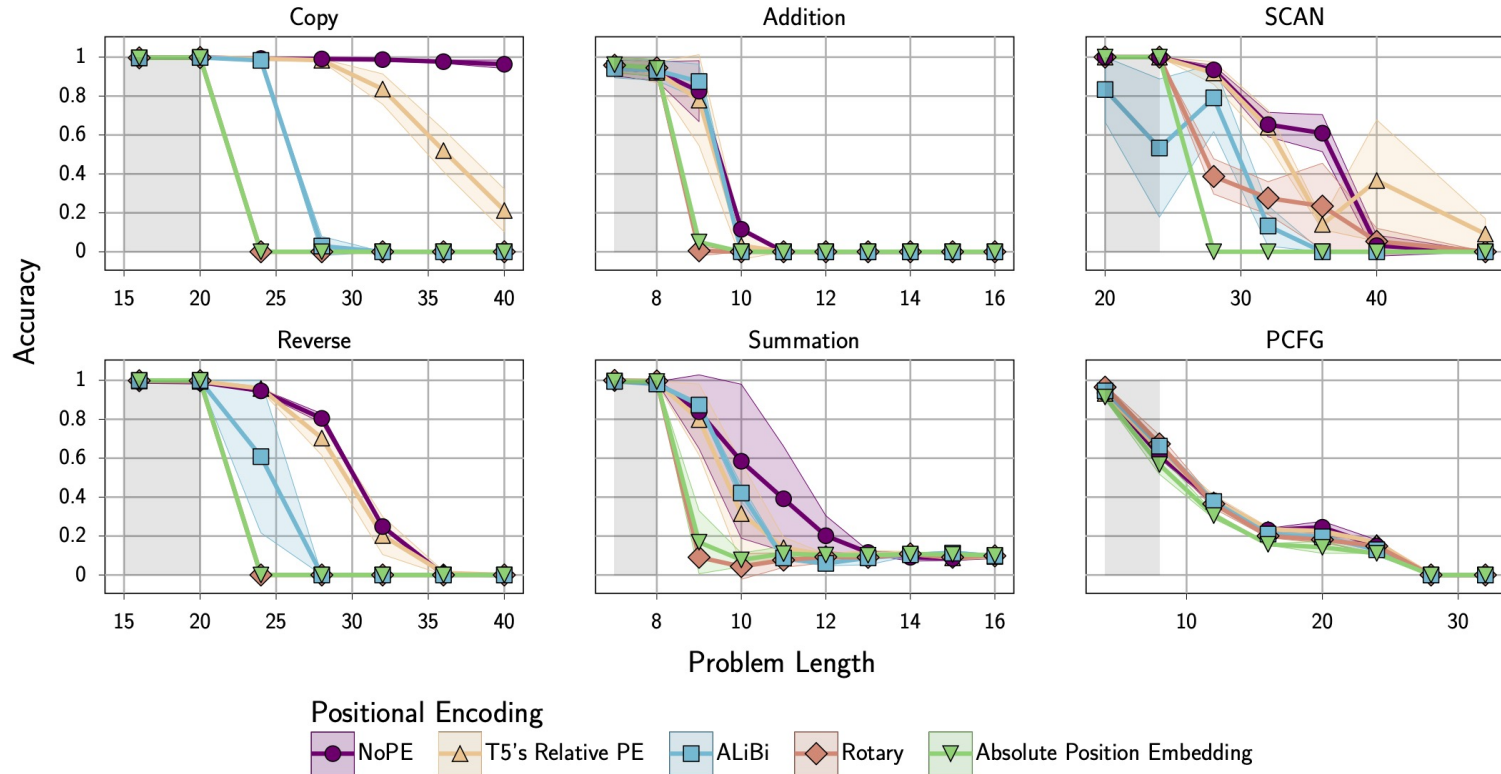 Copy
Addition
SCAN
1
0.8
0.6
0.4
0.2
0
15 20 25 30 35 40
8 10 12 14 16
20 30 40
Accuracy
Reverse
Summation
PCFG
1
0.8
0.6
0.4
0.2
0
15 20 25 30 35 40
8 10 12 14 16
10 20 30
Problem Length
Positional Encoding
NoPE T5's Relative PE ALiBi Rotary Absolute Position Embedding